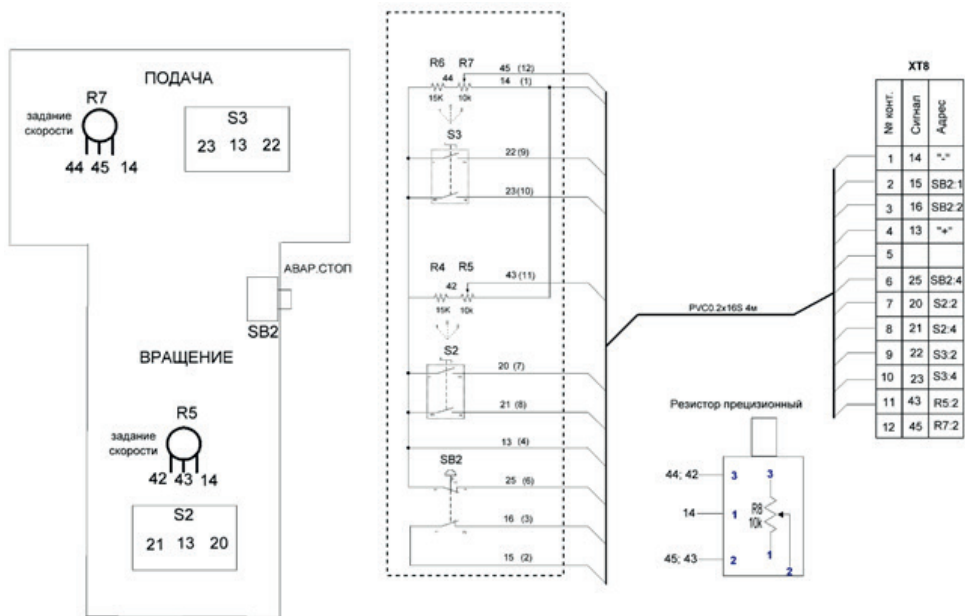 ПОДАЧА
R7
задание
скорости
44 45 14
S3
23 13 22
АВАР.СТОП
SB2
ВРАЩЕНИЕ
R5
задание
скорости
42 43 14
S2
21 13 20
R6 R7
44
15K 10k
45 (12)
14 (1)
S3
22 (9)
23 (10)
R4 R5
42
15K 10k
43 (11)
S2
20 (7)
21 (8)
13 (4)
SB2
25 (6)
16 (3)
15 (2)
PVC0.2x16S 4м
Резистор прецизионный
44; 42 3 3
14 1 R8
10k
45; 43 2 1
2
XT8
№ конт. Сигнал Адрес
1 14 "-"
2 15 SB2:1
3 16 SB2:2
4 13 "+"
5
6 25 SB2:4
7 20 S2:2
8 21 S2:4
9 22 S3:2
10 23 S3:4
11 43 R5:2
12 45 R7:2